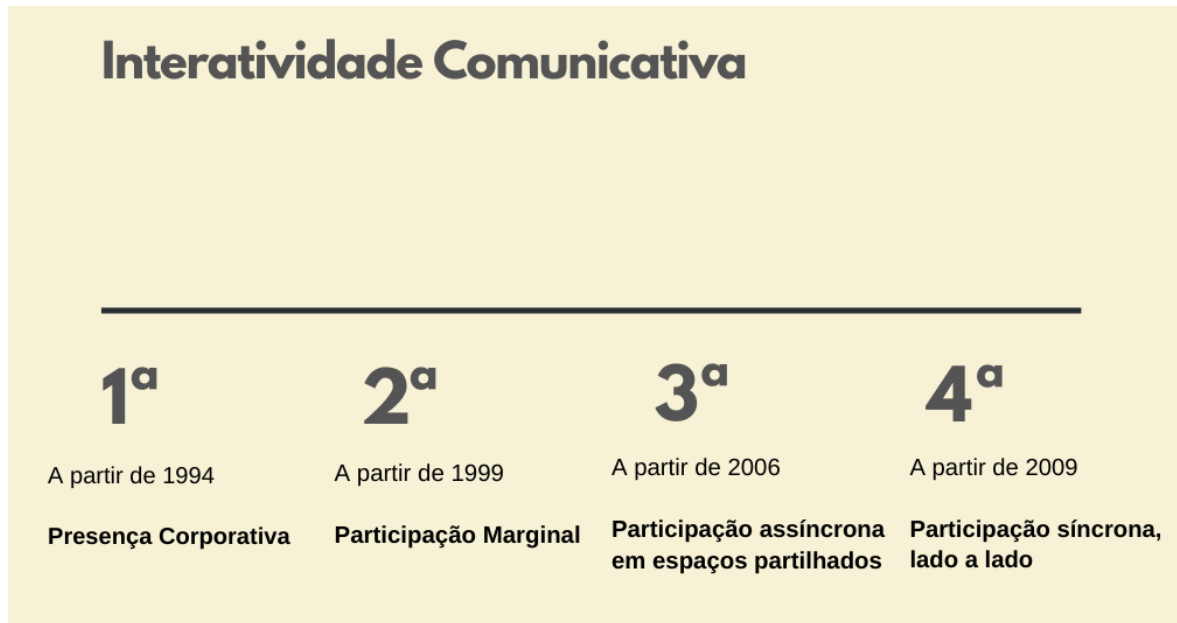 Interatividade Comunicativa
1ª
A partir de 1994
Presença Corporativa
2ª
A partir de 1999
Participação Marginal
3ª
A partir de 2006
Participação assíncrona
em espaços partilhados
4ª
A partir de 2009
Participação síncrona,
lado a lado